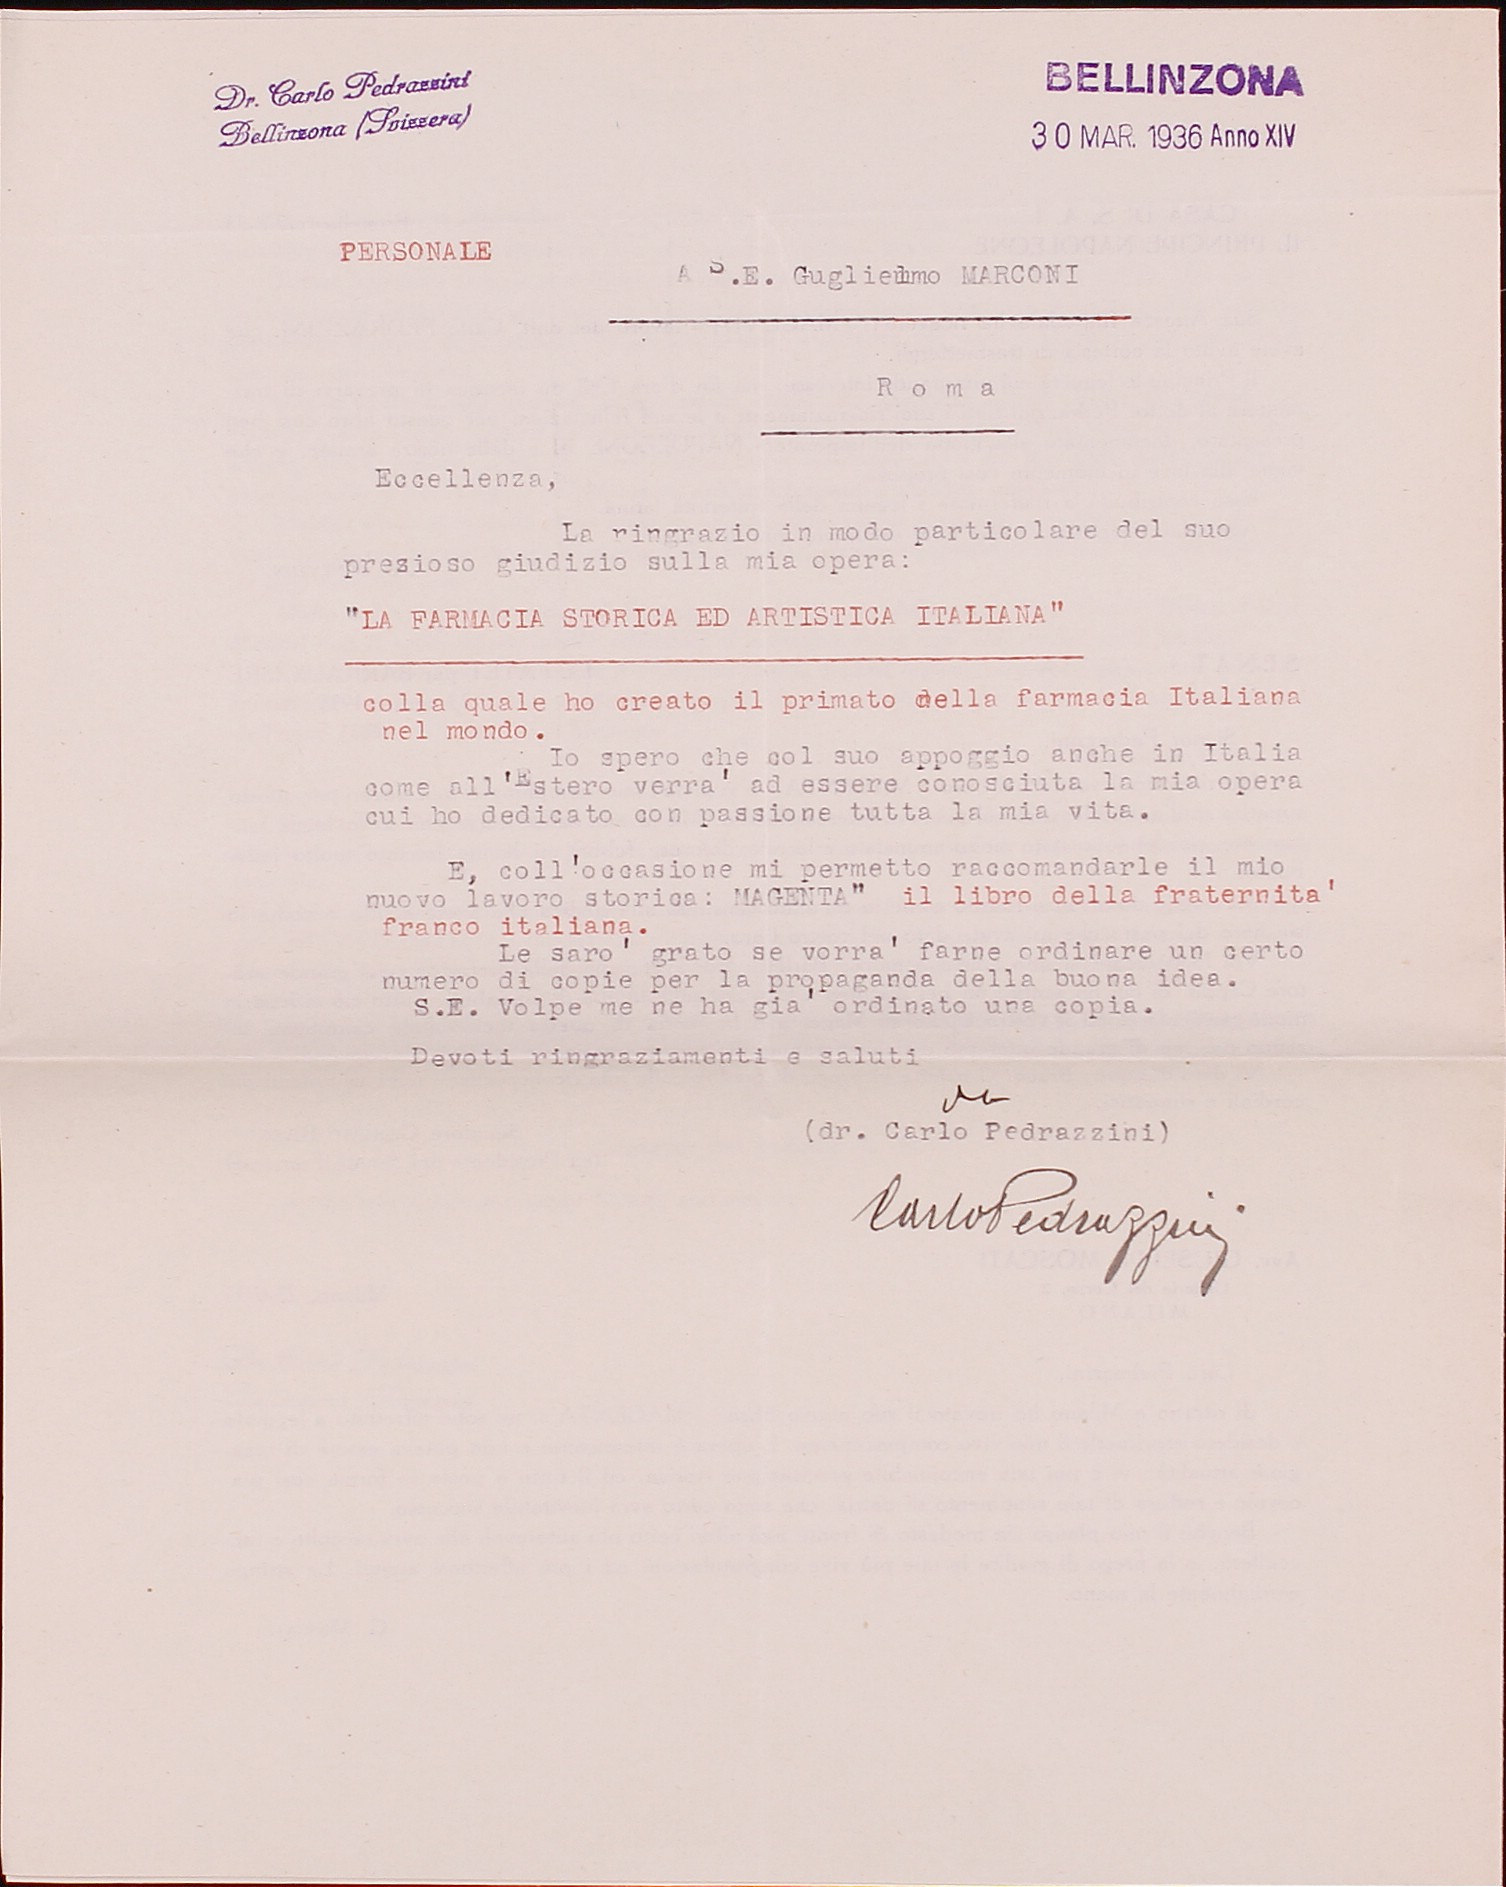 Dr. Carlo Pedrazzini
Bellinzona (Svizzera)
BELLINZONA
30 MAR. 1936 Anno XIV
PERSONALE
A S.E. Guglielmo MARCONI
Roma
Eccellenza,
La ringrazio in modo particolare del suo
prezioso giudizio sulla mia opera:
"LA FARMACIA STORICA ED ARTISTICA ITALIANA"
colla quale ho creato il primato della farmacia Italiana
nel mondo.
Io spero che col suo appoggio anche in Italia
come all'Estero verra' ad essere conosciuta la mia opera
cui ho dedicato con passione tutta la mia vita.
E, coll'occasione mi permetto raccomandarle il mio
nuovo lavoro storica: MAGENTA" il libro della fraternita'
franco italiana.
Le saro' grato se vorra' farne ordinare un certo
numero di copie per la propaganda della buona idea.
S.E. Volpe me ne ha gia' ordinato una copia.
Devoti ringraziamenti e saluti
(dr. Carlo Pedrazzini)
Carlo Pedrazzini